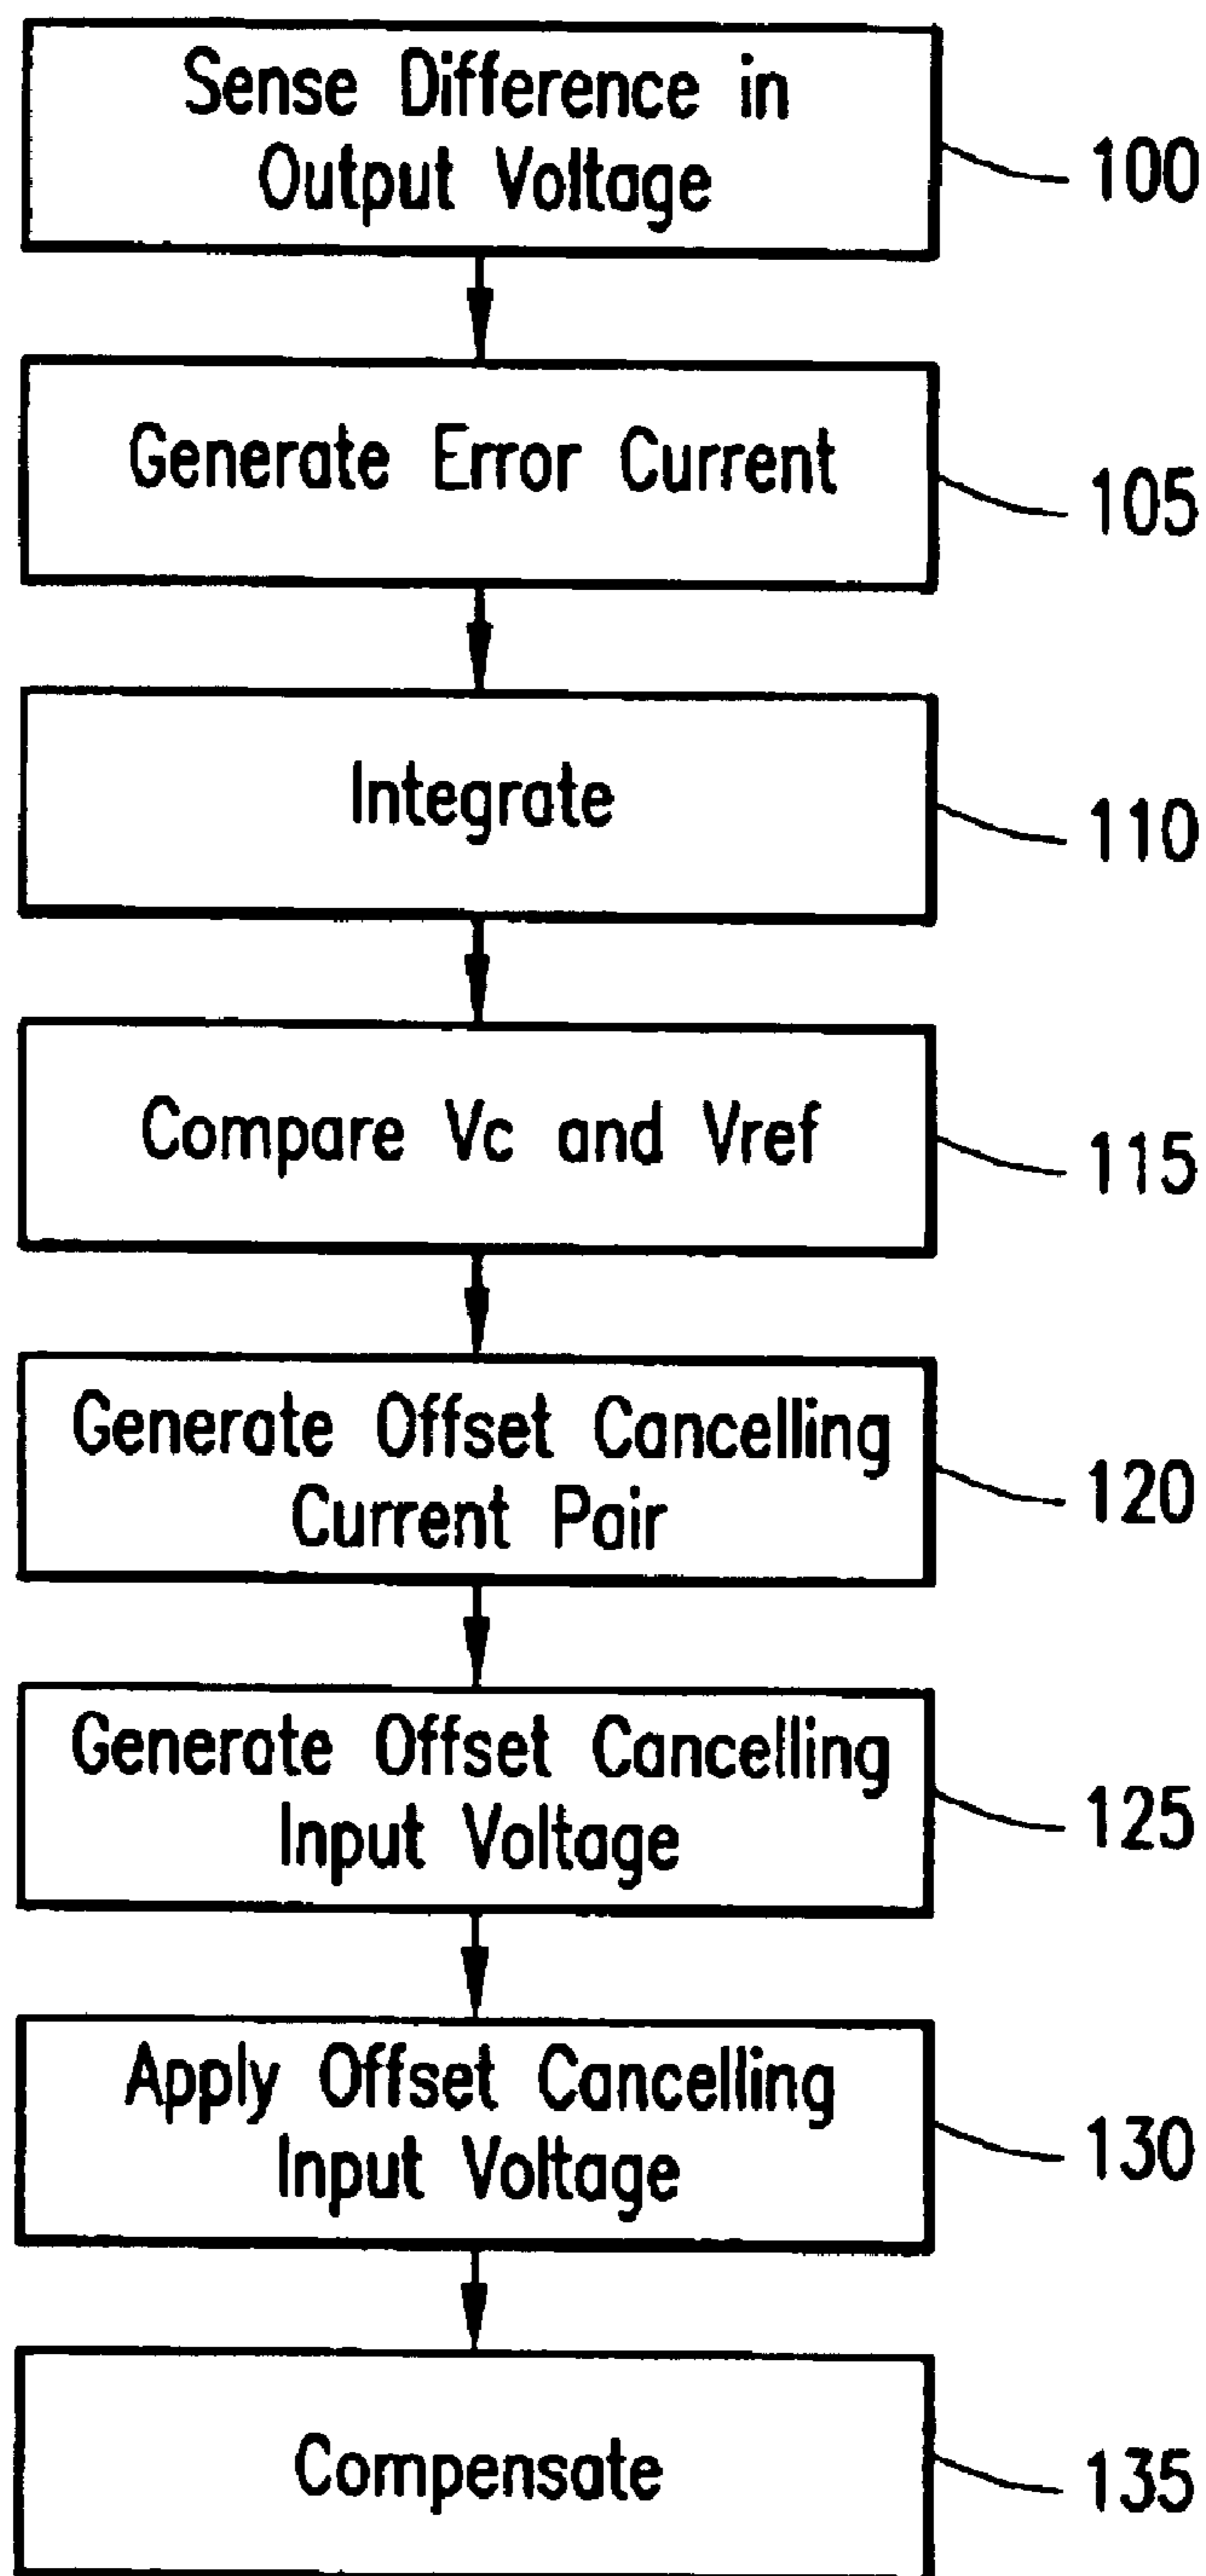 Sense Difference in
Output Voltage
100
Generate Error Current
105
Integrate
110
Compare Vc and Vref
115
Generate Offset Cancelling
Current Pair
120
Generate Offset Cancelling
Input Voltage
125
Apply Offset Cancelling
Input Voltage
130
Compensate
135